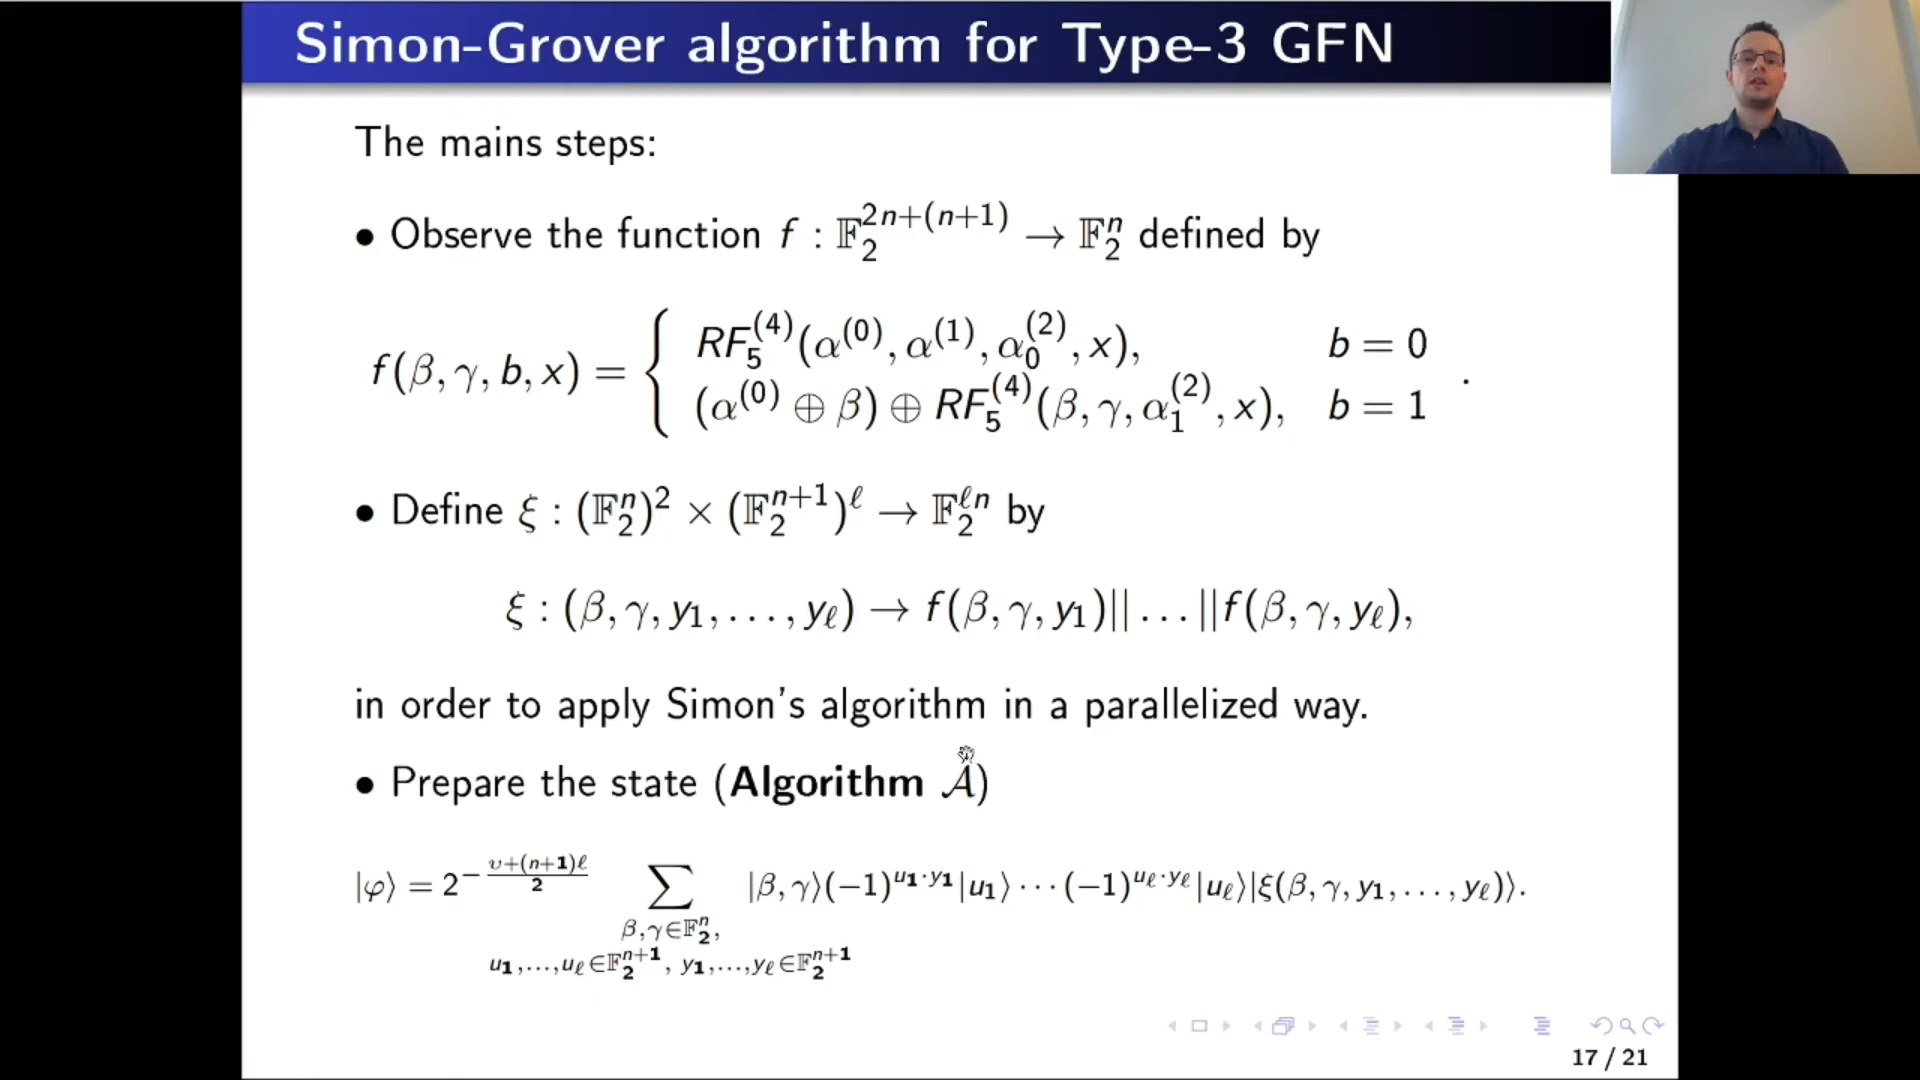 Simon-Grover algorithm for Type-3 GFN
The mains steps:
• Observe the function f : 𝔽₂^{2n+(n+1)} → 𝔽₂^n defined by
f(β, γ, b, x) = { RF₅^{(4)}(α^{(0)}, α^{(1)}, α₀^{(2)}, x), b = 0
(α^{(0)} ⊕ β) ⊕ RF₅^{(4)}(β, γ, α₁^{(2)}, x), b = 1 .
• Define ξ : (𝔽₂^n)² × (𝔽₂^{n+1})^ℓ → 𝔽₂^{ℓn} by
ξ : (β, γ, y₁, . . . , y_ℓ) → f(β, γ, y₁)|| . . . ||f(β, γ, y_ℓ),
in order to apply Simon's algorithm in a parallelized way.
• Prepare the state (Algorithm 𝒜)
|φ⟩ = 2^{−\frac{υ+(n+1)ℓ}{2}} ∑_{β,γ∈𝔽₂^n, u₁,...,u_ℓ∈𝔽₂^{n+1}, y₁,...,y_ℓ∈𝔽₂^{n+1}} |β, γ⟩(−1)^{u₁·y₁}|u₁⟩ · · · (−1)^{u_ℓ·y_ℓ}|u_ℓ⟩|ξ(β, γ, y₁, . . . , y_ℓ)⟩.
17 / 21